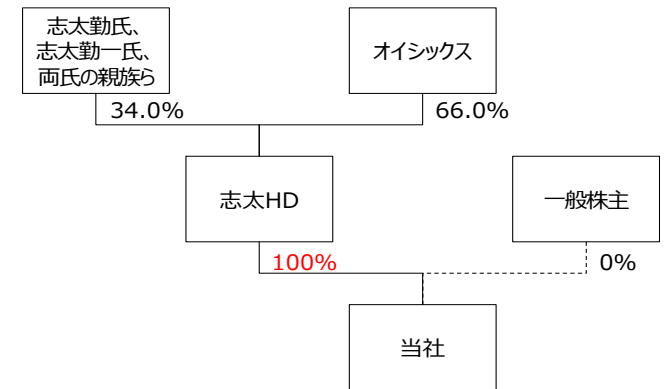 志太勤氏、
志太勤一氏、
両氏の親族ら
オイシックス
34.0%
66.0%
志太HD
一般株主
100%
0%
当社